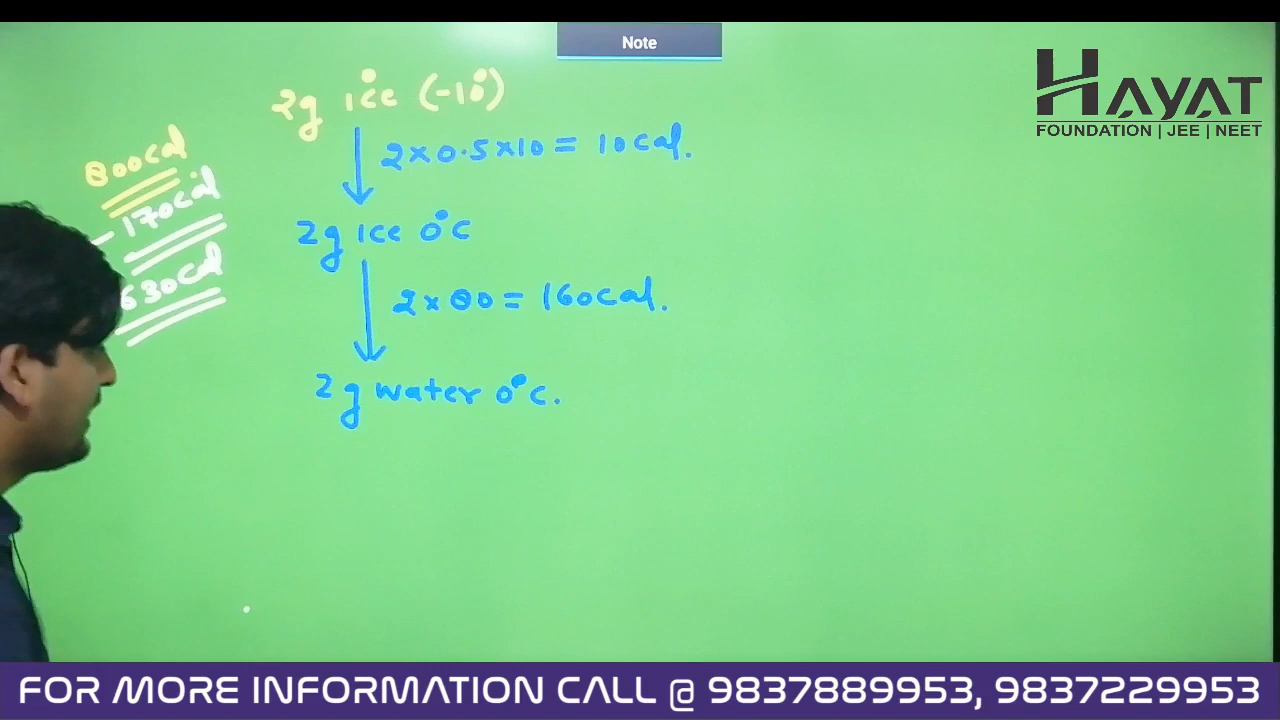 Note
HAYAT
FOUNDATION | JEE | NEET
2g ice (-10°)
2×0.5×10 = 10cal.
2g ice 0°C
2×80 = 160cal.
2g water 0°C.
800cal
- 170cal
630cal
FOR MORE INFORMATION CALL @ 9837889953, 9837229953